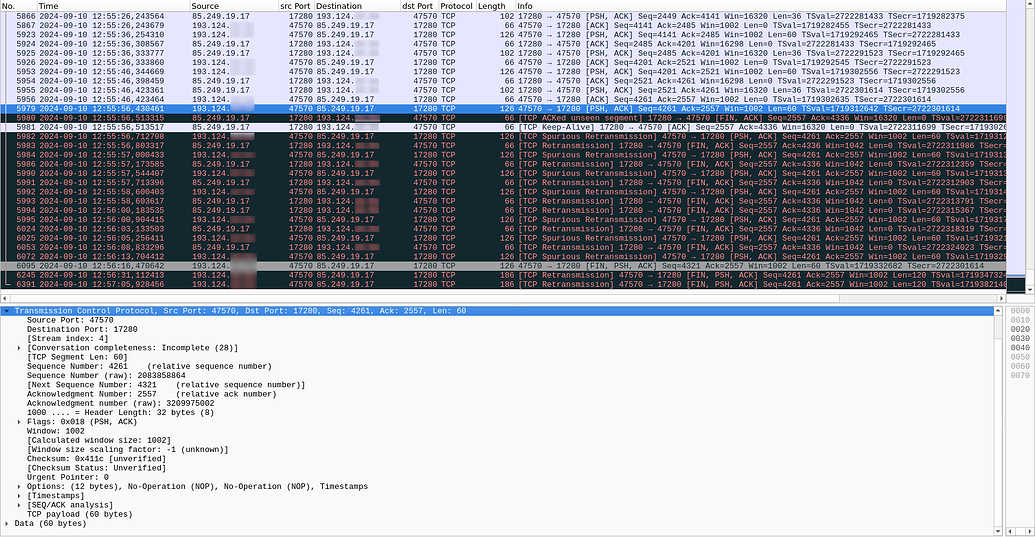 No. Time Source src Port Destination dst Port Protocol Length Info
5866 2024-09-10 12:55:26,243564 85.249.19.17 17280 193.124. 47570 TCP 102 17280 → 47570 [PSH, ACK] Seq=2449 Ack=4141 Win=16320 Len=36 TSval=2722281433 TSecr=1719282375
5867 2024-09-10 12:55:26,243679 193.124. 47570 85.249.19.17 17280 TCP 66 47570 → 17280 [ACK] Seq=4141 Ack=2485 Win=1002 Len=0 TSval=1719282455 TSecr=2722281433
5923 2024-09-10 12:55:36,254310 193.124. 47570 85.249.19.17 17280 TCP 126 47570 → 17280 [PSH, ACK] Seq=4141 Ack=2485 Win=1002 Len=60 TSval=1719292465 TSecr=2722281433
5924 2024-09-10 12:55:36,308567 85.249.19.17 17280 193.124. 47570 TCP 66 17280 → 47570 [ACK] Seq=2485 Ack=4201 Win=16298 Len=0 TSval=2722281433 TSecr=1719292465
5925 2024-09-10 12:55:36,333777 85.249.19.17 17280 193.124. 47570 TCP 102 17280 → 47570 [PSH, ACK] Seq=2485 Ack=4201 Win=16320 Len=36 TSval=2722291523 TSecr=1719292465
5926 2024-09-10 12:55:36,333860 193.124. 47570 85.249.19.17 17280 TCP 66 47570 → 17280 [ACK] Seq=4201 Ack=2521 Win=1002 Len=0 TSval=1719292545 TSecr=2722291523
5953 2024-09-10 12:55:46,344669 193.124. 47570 85.249.19.17 17280 TCP 126 47570 → 17280 [PSH, ACK] Seq=4201 Ack=2521 Win=1002 Len=60 TSval=1719302556 TSecr=2722291523
5954 2024-09-10 12:55:46,398459 85.249.19.17 17280 193.124. 47570 TCP 66 17280 → 47570 [ACK] Seq=2521 Ack=4261 Win=16298 Len=0 TSval=2722291523 TSecr=1719302556
5955 2024-09-10 12:55:46,423361 85.249.19.17 17280 193.124. 47570 TCP 102 17280 → 47570 [PSH, ACK] Seq=2521 Ack=4261 Win=16320 Len=36 TSval=2722301614 TSecr=1719302556
5956 2024-09-10 12:55:46,423464 193.124. 47570 85.249.19.17 17280 TCP 66 47570 → 17280 [ACK] Seq=4261 Ack=2557 Win=1002 Len=0 TSval=1719302635 TSecr=2722301614
5979 2024-09-10 12:55:56,430440 193.124. 47570 85.249.19.17 17280 TCP 126 47570 → 17280 [PSH, ACK] Seq=4261 Ack=2557 Win=1002 Len=60 TSval=1719312642 TSecr=2722301614
5980 2024-09-10 12:55:56,513315 85.249.19.17 17280 193.124. 47570 TCP 66 [TCP ACKed unseen segment] 17280 → 47570 [FIN, ACK] Seq=2557 Ack=4336 Win=16320 Len=0 TSval=2722311699
5981 2024-09-10 12:55:56,513517 85.249.19.17 17280 193.124. 47570 TCP 66 [TCP Keep-Alive] 17280 → 47570 [ACK] Seq=2557 Ack=4336 Win=16320 Len=0 TSval=2722311699 TSecr=17193026
5982 2024-09-10 12:55:56,712708 193.124. 47570 85.249.19.17 17280 TCP 126 [TCP Spurious Retransmission] 47570 → 17280 [PSH, ACK] Seq=4261 Ack=2557 Win=1002 Len=60 TSval=1719312
5983 2024-09-10 12:55:56,803317 85.249.19.17 17280 193.124. 47570 TCP 66 [TCP Retransmission] 17280 → 47570 [FIN, ACK] Seq=2557 Ack=4336 Win=1042 Len=0 TSval=2722311986 TSecr=
5984 2024-09-10 12:55:57,000433 193.124. 47570 85.249.19.17 17280 TCP 126 [TCP Spurious Retransmission] 47570 → 17280 [PSH, ACK] Seq=4261 Ack=2557 Win=1002 Len=60 TSval=1719313
5986 2024-09-10 12:55:57,173585 85.249.19.17 17280 193.124. 47570 TCP 66 [TCP Retransmission] 17280 → 47570 [FIN, ACK] Seq=2557 Ack=4336 Win=1042 Len=0 TSval=2722312359 TSecr=
5990 2024-09-10 12:55:57,544407 193.124. 47570 85.249.19.17 17280 TCP 126 [TCP Spurious Retransmission] 47570 → 17280 [PSH, ACK] Seq=4261 Ack=2557 Win=1002 Len=60 TSval=1719313
5991 2024-09-10 12:55:57,713396 85.249.19.17 17280 193.124. 47570 TCP 66 [TCP Retransmission] 17280 → 47570 [FIN, ACK] Seq=2557 Ack=4336 Win=1042 Len=0 TSval=2722312903 TSecr=
5992 2024-09-10 12:55:58,600403 193.124. 47570 85.249.19.17 17280 TCP 126 [TCP Spurious Retransmission] 47570 → 17280 [PSH, ACK] Seq=4261 Ack=2557 Win=1002 Len=60 TSval=1719314
5993 2024-09-10 12:55:58,603617 85.249.19.17 17280 193.124. 47570 TCP 66 [TCP Retransmission] 17280 → 47570 [FIN, ACK] Seq=2557 Ack=4336 Win=1042 Len=0 TSval=2722313791 TSecr=
5994 2024-09-10 12:56:00,183535 85.249.19.17 17280 193.124. 47570 TCP 66 [TCP Retransmission] 17280 → 47570 [FIN, ACK] Seq=2557 Ack=4336 Win=1042 Len=0 TSval=2722315367 TSecr=
5995 2024-09-10 12:56:00,904415 193.124. 47570 85.249.19.17 17280 TCP 126 [TCP Spurious Retransmission] 47570 → 17280 [PSH, ACK] Seq=4261 Ack=2557 Win=1002 Len=60 TSval=171931
6024 2024-09-10 12:56:03,133503 85.249.19.17 17280 193.124. 47570 TCP 66 [TCP Retransmission] 17280 → 47570 [FIN, ACK] Seq=2557 Ack=4336 Win=1042 Len=0 TSval=2722318319 TSecr=
6028 2024-09-10 12:56:05,256411 193.124. 47570 85.249.19.17 17280 TCP 126 [TCP Spurious Retransmission] 47570 → 17280 [PSH, ACK] Seq=4261 Ack=2557 Win=1002 Len=60 TSval=1719321
6053 2024-09-10 12:56:08,833296 85.249.19.17 17280 193.124. 47570 TCP 66 [TCP Retransmission] 17280 → 47570 [FIN, ACK] Seq=2557 Ack=4336 Win=1042 Len=0 TSval=2722324023 TSecr=
6072 2024-09-10 12:56:13,704412 193.124. 47570 85.249.19.17 17280 TCP 126 [TCP Spurious Retransmission] 47570 → 17280 [PSH, ACK] Seq=4261 Ack=2557 Win=1002 Len=60 TSval=171932
6095 2024-09-10 12:56:16,470642 193.124. 47570 85.249.19.17 17280 TCP 126 47570 → 17280 [FIN, PSH, ACK] Seq=4321 Ack=2557 Win=1002 Len=60 TSval=1719332682 TSecr=2722301614
6245 2024-09-10 12:56:31,112413 193.124. 47570 85.249.19.17 17280 TCP 186 [TCP Retransmission] 47570 → 17280 [FIN, PSH, ACK] Seq=4261 Ack=2557 Win=1002 Len=120 TSval=171934732
6391 2024-09-10 12:57:05,928456 193.124. 47570 85.249.19.17 17280 TCP 186 [TCP Retransmission] 47570 → 17280 [FIN, PSH, ACK] Seq=4261 Ack=2557 Win=1002 Len=120 TSval=171938214
Transmission Control Protocol, Src Port: 47570, Dst Port: 17280, Seq: 4261, Ack: 2557, Len: 60
Source Port: 47570
Destination Port: 17280
[Stream index: 4]
[Conversation completeness: Incomplete (28)]
[TCP Segment Len: 60]
Sequence Number: 4261 (relative sequence number)
Sequence Number (raw): 2083858864
[Next Sequence Number: 4321 (relative sequence number)]
Acknowledgment Number: 2557 (relative ack number)
Acknowledgment number (raw): 3209975002
1000 .... = Header Length: 32 bytes (8)
Flags: 0x018 (PSH, ACK)
Window: 1002
[Calculated window size: 1002]
[Window size scaling factor: -1 (unknown)]
Checksum: 0x411c [unverified]
[Checksum Status: Unverified]
Urgent Pointer: 0
Options: (12 bytes), No-Operation (NOP), No-Operation (NOP), Timestamps
[Timestamps]
[SEQ/ACK analysis]
TCP payload (60 bytes)
Data (60 bytes)
0000
0010
0020
0030
0040
0050
0060
0070